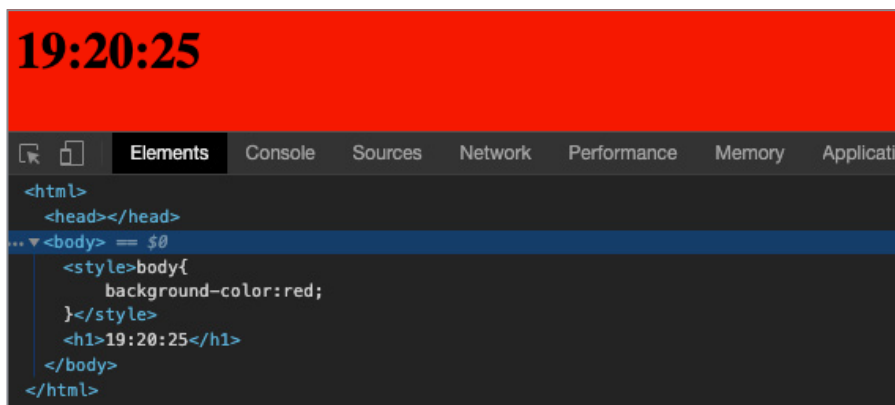 19:20:25
Elements Console Sources Network Performance Memory Applicati
<html>
<head></head>
... ▼ <body> == $0
<style>body{
background-color:red;
}</style>
<h1>19:20:25</h1>
</body>
</html>